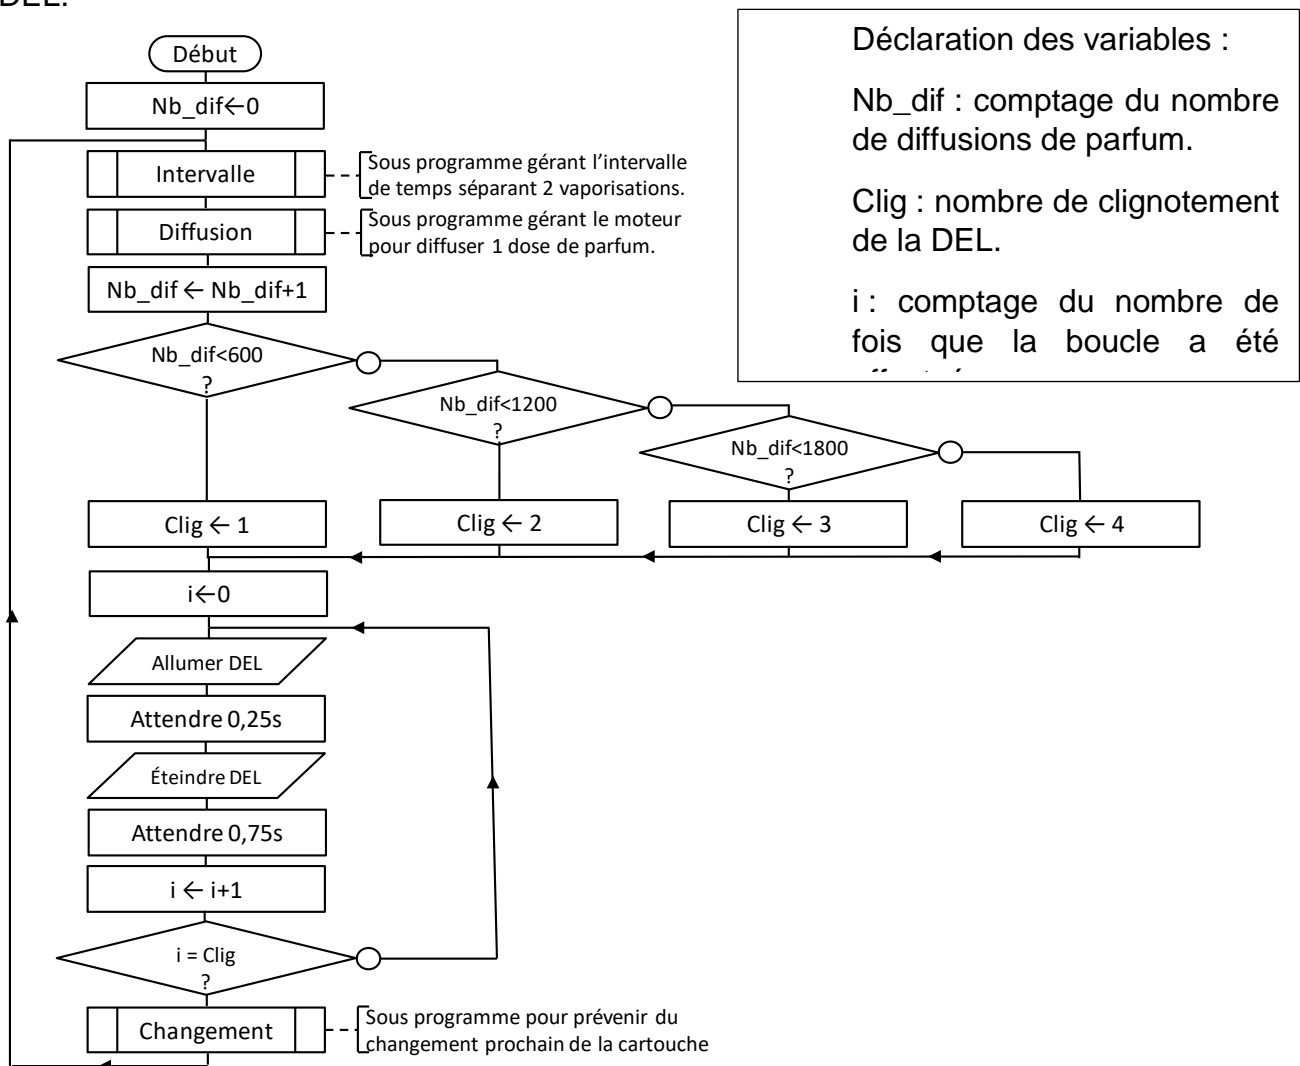 DEL.
Début
Nb_dif←0
Intervalle
Sous programme gérant l’intervalle
de temps séparant 2 vaporisations.
Diffusion
Sous programme gérant le moteur
pour diffuser 1 dose de parfum.
Nb_dif ← Nb_dif+1
Nb_dif<600
?
Nb_dif<1200
?
Nb_dif<1800
?
Clig ← 1
Clig ← 2
Clig ← 3
Clig ← 4
i←0
Allumer DEL
Attendre 0,25s
Éteindre DEL
Attendre 0,75s
i ← i+1
i = Clig
?
Changement
Sous programme pour prévenir du
changement prochain de la cartouche
Déclaration des variables :
Nb_dif : comptage du nombre
de diffusions de parfum.
Clig : nombre de clignotement
de la DEL.
i : comptage du nombre de
fois que la boucle a été